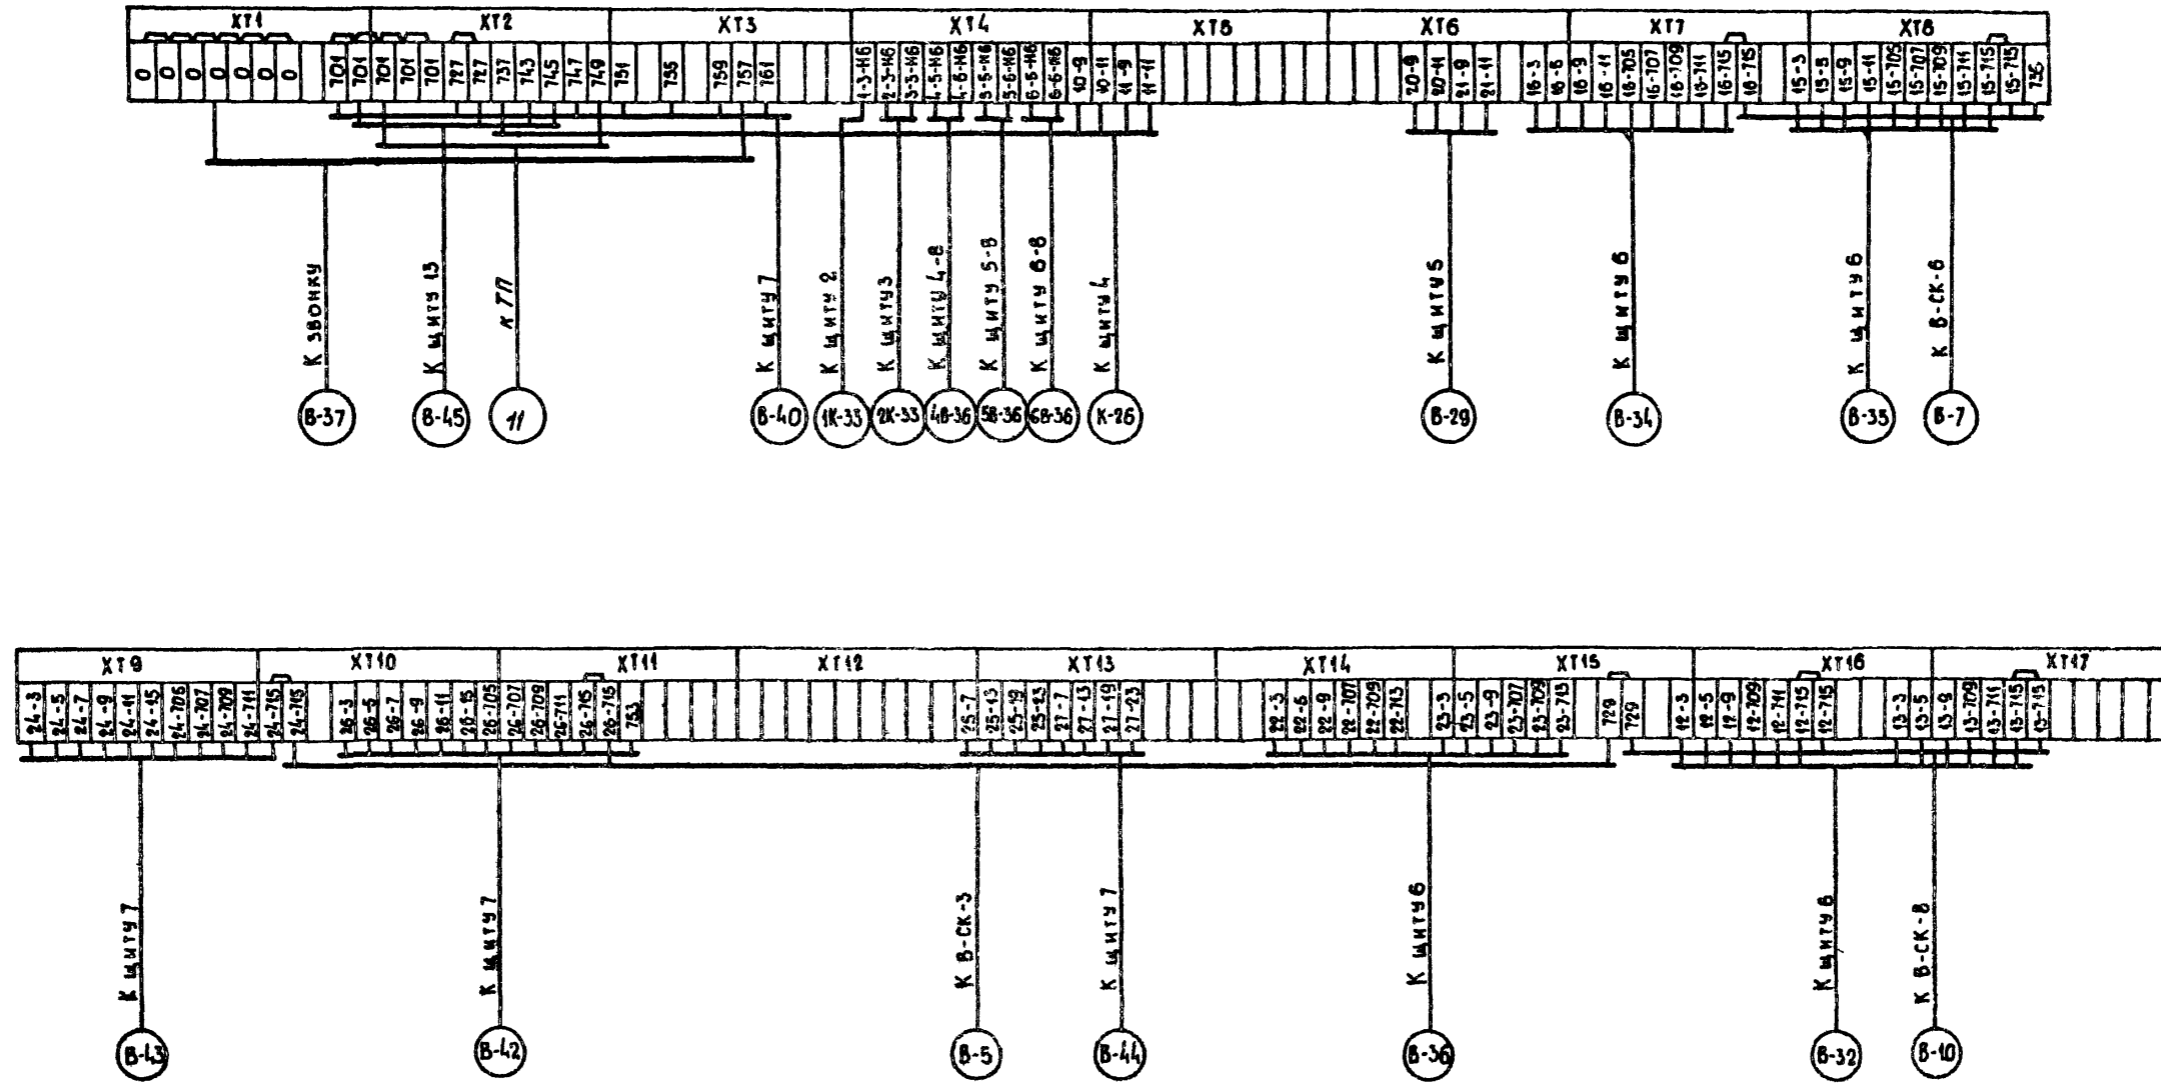 XT1 XT2 XT3 XT4 XT5 XT6 XT7 XT8
0 0 0 0 0 0 0 701 701 701 701 701 727 727 737 743 745 747 749 751 755 759 757 761 1-3-Н6 2-3-Н6 3-3-Н6 4-5-Н6 4-6-Н6 5-5-Н6 5-6-Н6 6-5-Н6 6-6-Н6 10-9 10-11 11-9 11-11 20-9 20-11 21-9 21-11 16-3 16-5 16-9 16-11 16-705 16-707 16-709 16-711 16-715 16-715 15-3 15-5 15-9 15-11 15-705 15-707 15-709 15-711 15-715 15-715 735
К звонку
К щиту 13
к ТП
К щиту 7
К щиту 2
К щиту 3
К щиту 4-В
К щиту 5-В
К щиту 6-В
К щиту 4
К щиту 5
К щиту 6
К щиту 6
К В-СК-6
В-37 В-45 11 В-40 1К-33 2К-33 4В-36 5В-36 6В-36 К-26 В-29 В-34 В-35 В-7
XT9 XT10 XT11 XT12 XT13 XT14 XT15 XT16 XT17
24-3 24-5 24-7 24-9 24-11 24-15 24-705 24-707 24-709 24-711 24-715 24-715 26-3 26-5 26-7 26-9 26-11 26-15 26-705 26-707 26-709 26-711 26-715 26-715 753 25-7 25-13 25-19 25-23 27-7 27-13 27-19 27-23 22-3 22-5 22-9 22-707 22-709 22-713 23-3 23-5 23-9 23-707 23-709 23-713 729 729 12-3 12-5 12-9 12-709 12-711 12-715 12-715 13-3 13-5 13-9 13-709 13-711 13-715 13-715
К щиту 7
К щиту 7
К В-СК-3
К щиту 7
К щиту 6
К щиту 6
К В-СК-8
В-43 В-42 В-5 В-44 В-36 В-32 В-10